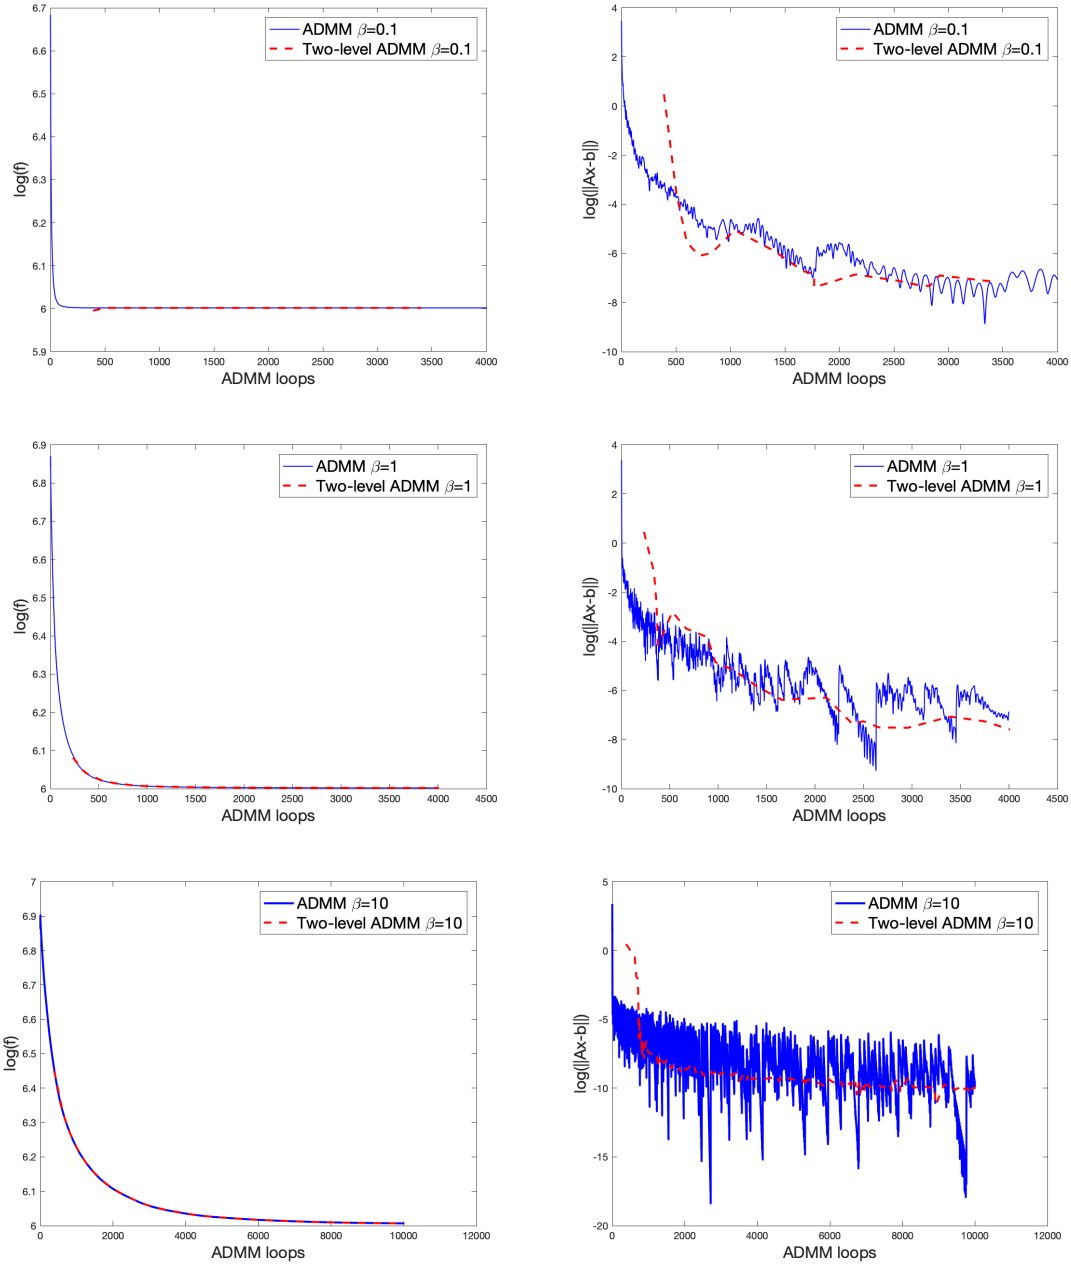 6.7
6.6
6.5
6.4
6.3
6.2
6.1
6
5.9
log(f)
0 500 1000 1500 2000 2500 3000 3500 4000
ADMM loops
ADMM β=0.1
Two-level ADMM β=0.1
4
2
0
-2
-4
-6
-8
-10
log(||Ax-b||)
0 500 1000 1500 2000 2500 3000 3500 4000
ADMM loops
ADMM β=0.1
Two-level ADMM β=0.1
6.9
6.8
6.7
6.6
6.5
6.4
6.3
6.2
6.1
6
log(f)
0 500 1000 1500 2000 2500 3000 3500 4000 4500
ADMM loops
ADMM β=1
Two-level ADMM β=1
4
2
0
-2
-4
-6
-8
-10
log(||Ax-b||)
0 500 1000 1500 2000 2500 3000 3500 4000 4500
ADMM loops
ADMM β=1
Two-level ADMM β=1
7
6.9
6.8
6.7
6.6
6.5
6.4
6.3
6.2
6.1
6
log(f)
0 2000 4000 6000 8000 10000 12000
ADMM loops
ADMM β=10
Two-level ADMM β=10
5
0
-5
-10
-15
-20
log(||Ax-b||)
0 2000 4000 6000 8000 10000 12000
ADMM loops
ADMM β=10
Two-level ADMM β=10